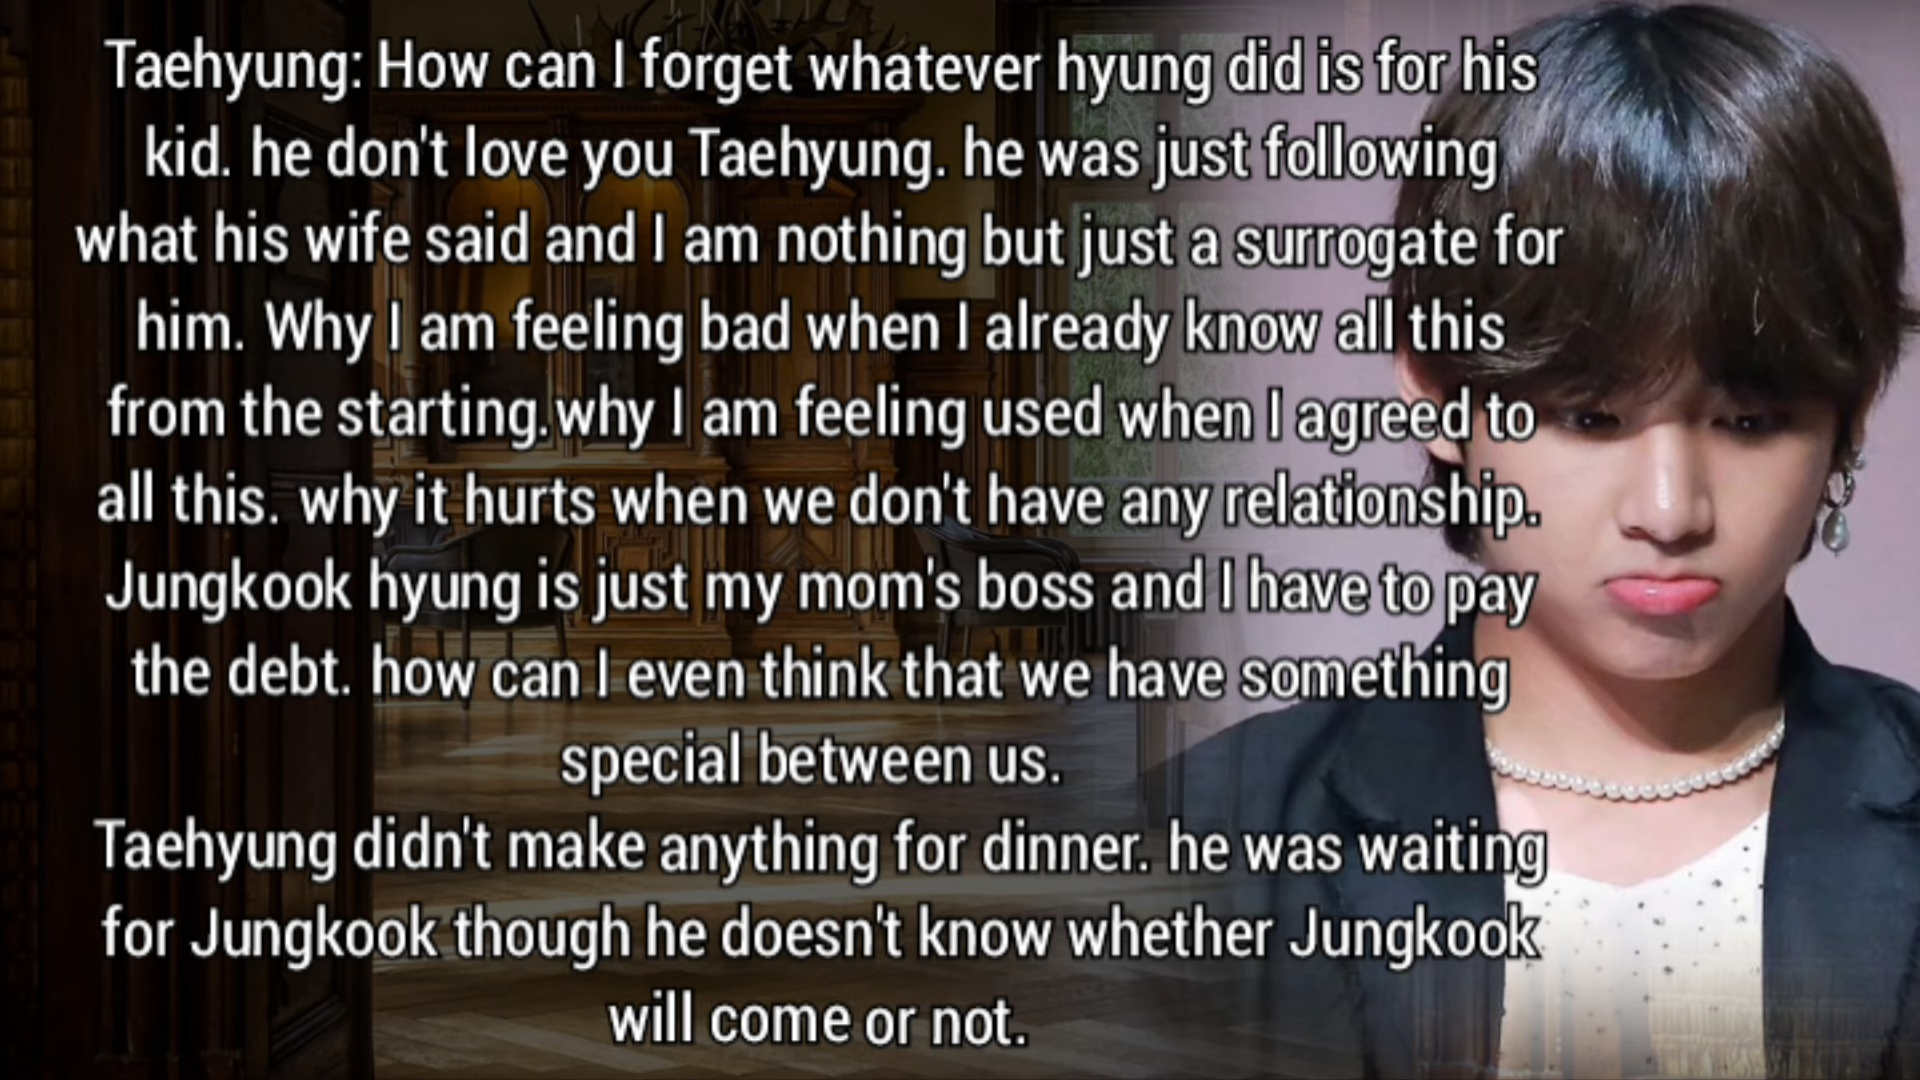 Taehyung: How can I forget whatever hyung did is for his
kid. he don't love you Taehyung. he was just following
what his wife said and I am nothing but just a surrogate for
him. Why I am feeling bad when I already know all this
from the starting.why I am feeling used when I agreed to
all this. why it hurts when we don't have any relationship.
Jungkook hyung is just my mom's boss and I have to pay
the debt. how can I even think that we have something
special between us.
Taehyung didn't make anything for dinner. he was waiting
for Jungkook though he doesn't know whether Jungkook
will come or not.